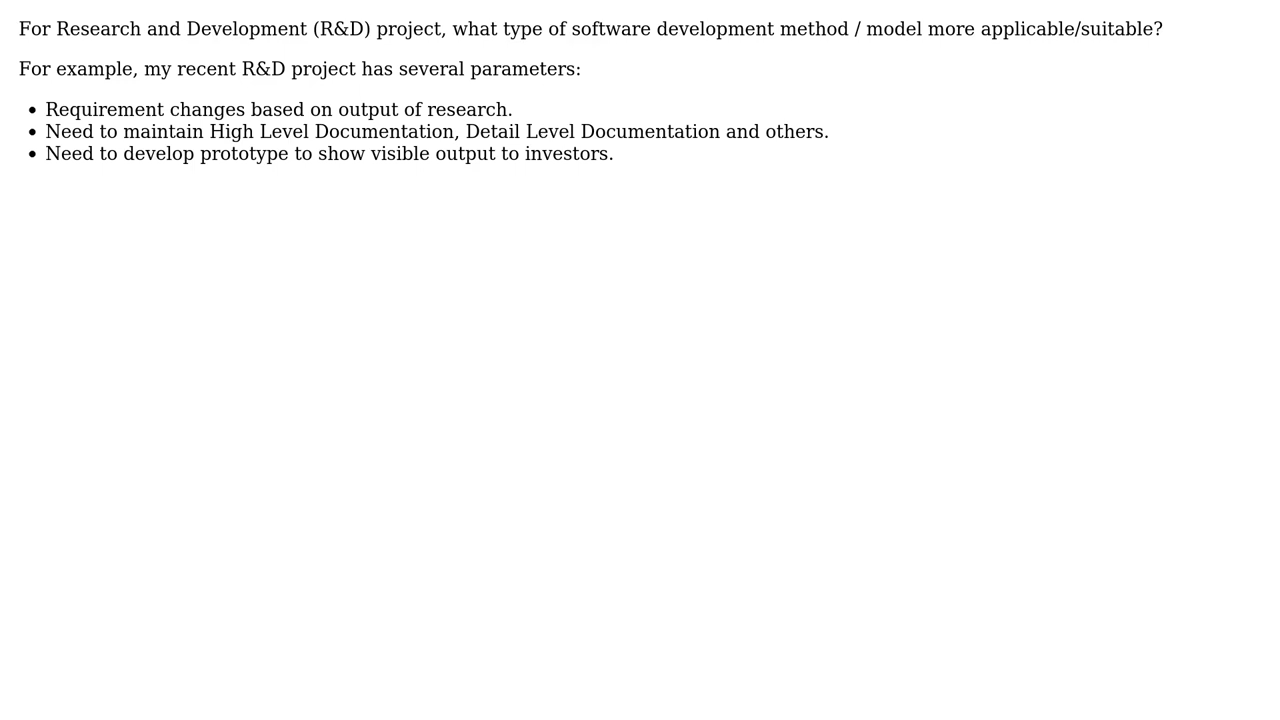 For Research and Development (R&D) project, what type of software development method / model more applicable/suitable?
For example, my recent R&D project has several parameters:
• Requirement changes based on output of research.
• Need to maintain High Level Documentation, Detail Level Documentation and others.
• Need to develop prototype to show visible output to investors.